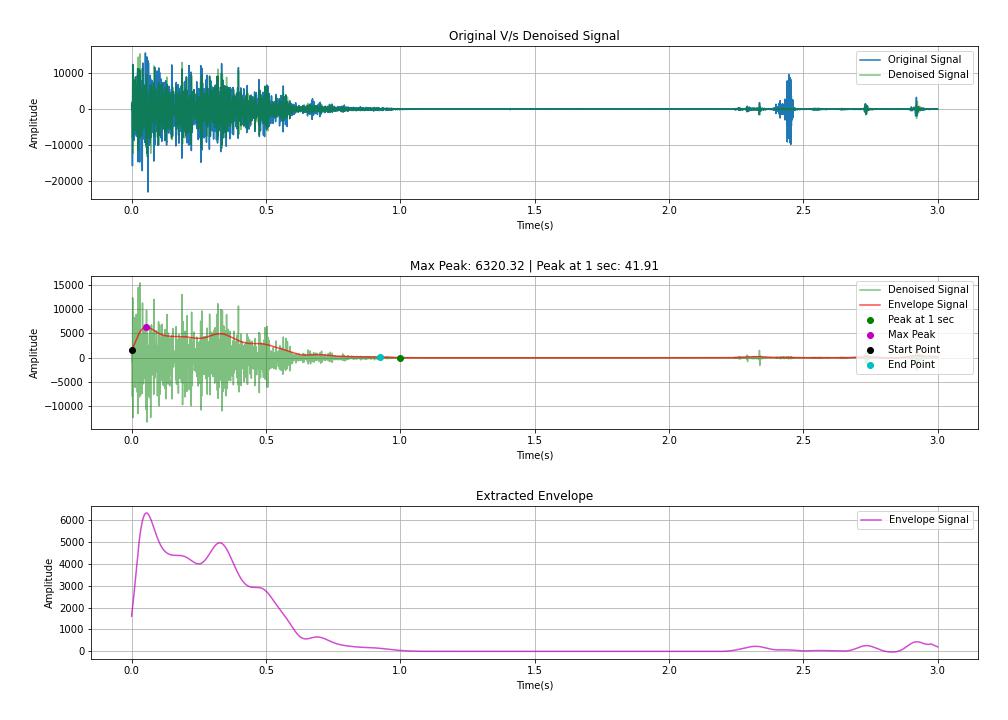 Original V/s Denoised Signal
Amplitude
10000
0
−10000
−20000
Original Signal
Denoised Signal
0.0 0.5 1.0 1.5 2.0 2.5 3.0
Time(s)
Max Peak: 6320.32 | Peak at 1 sec: 41.91
Amplitude
15000
10000
5000
0
−5000
−10000
Denoised Signal
Envelope Signal
Peak at 1 sec
Max Peak
Start Point
End Point
0.0 0.5 1.0 1.5 2.0 2.5 3.0
Time(s)
Extracted Envelope
Amplitude
6000
5000
4000
3000
2000
1000
0
Envelope Signal
0.0 0.5 1.0 1.5 2.0 2.5 3.0
Time(s)